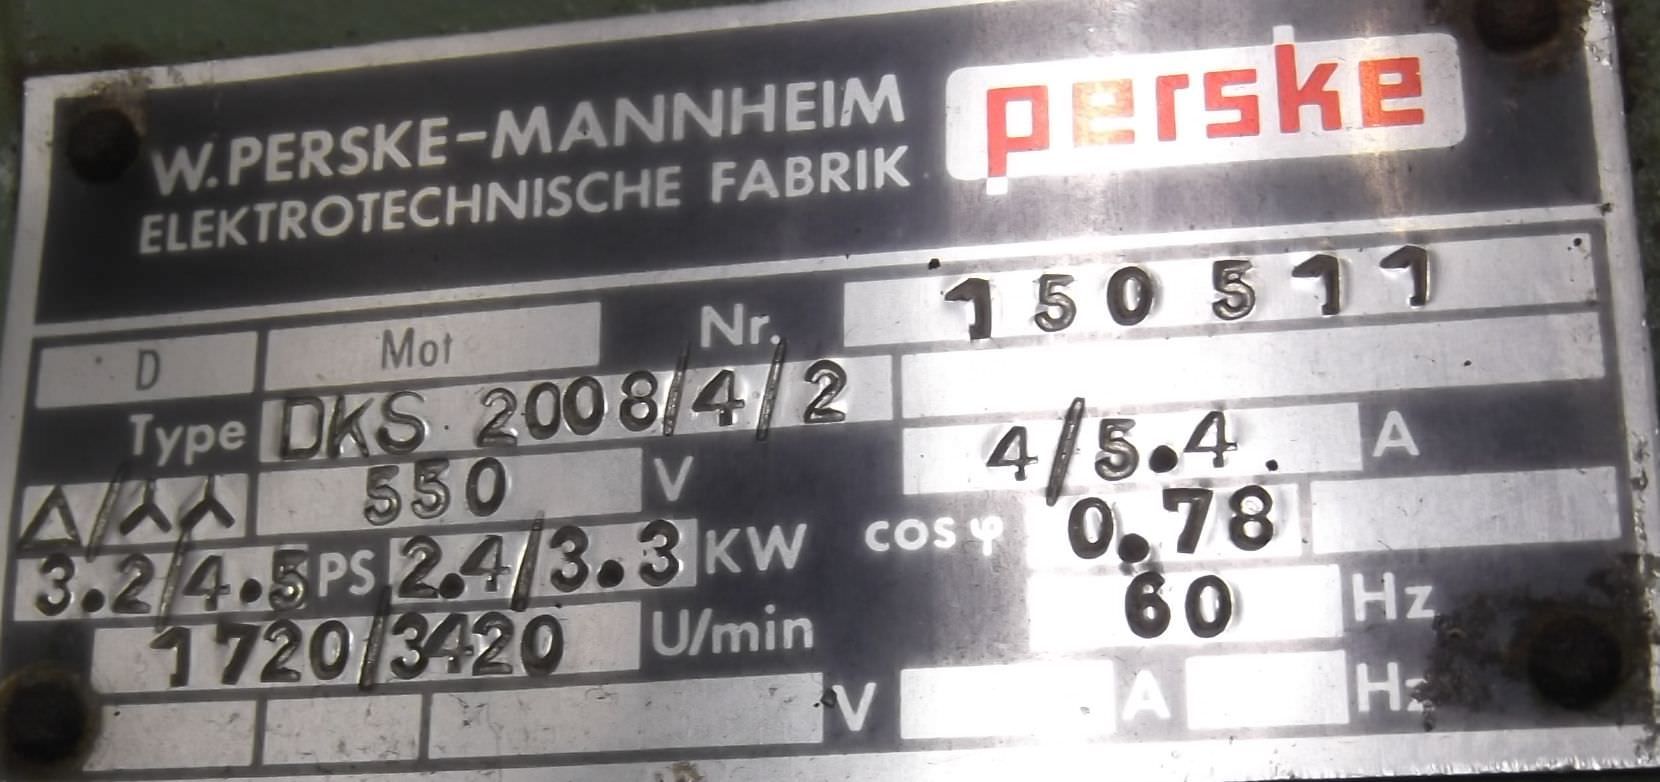 W.PERSKE-MANNHEIM
ELEKTROTECHNISCHE FABRIK
perske
D Mot Nr. 150511
Type DKS 2008/4/2
△/⅄⅄ 550 V 4/5.4 A
3.2/4.5 PS 2.4/3.3 KW cos φ 0.78
1720/3420 U/min 60 Hz
V A Hz